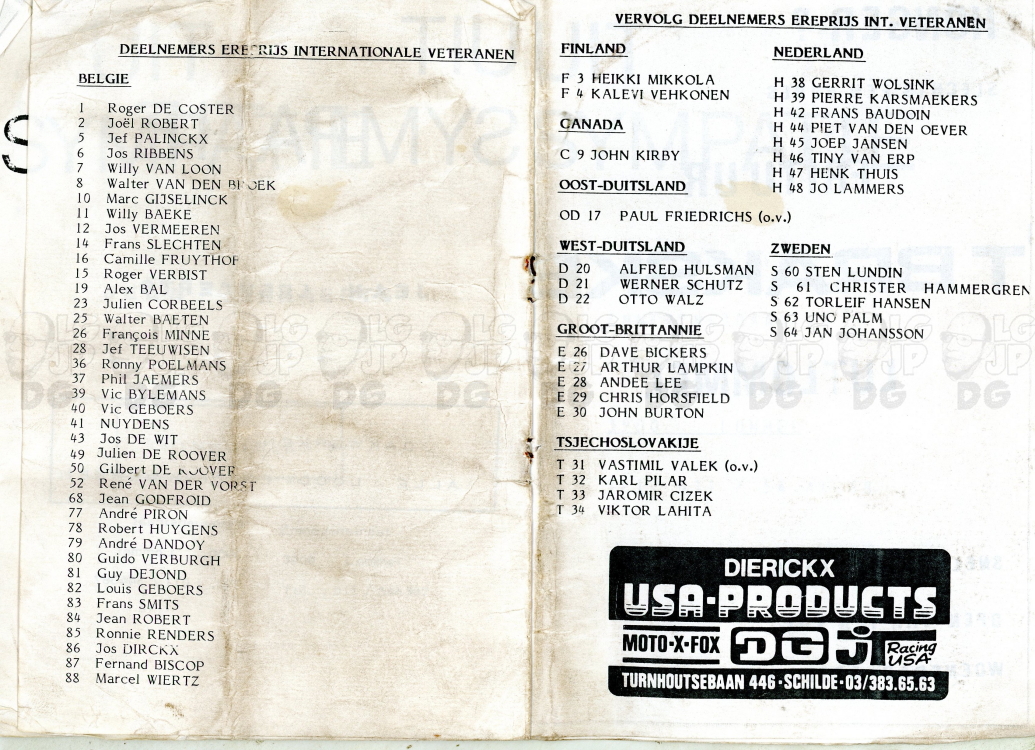 DEELNEMERS EREPRIJS INTERNATIONALE VETERANEN
BELGIE
1 Roger DE COSTER
2 Joël ROBERT
5 Jef PALINCKX
6 Jos RIBBENS
7 Willy VAN LOON
8 Walter VAN DEN BROEK
10 Marc GIJSELINCK
11 Willy BAEKE
12 Jos VERMEEREN
14 Frans SLECHTEN
16 Camille FRUYTHOF
15 Roger VERBIST
19 Alex BAL
23 Julien CORBEELS
25 Walter BAETEN
26 François MINNE
28 Jef TEEUWISEN
36 Ronny POELMANS
37 Phil JAEMERS
39 Vic BYLEMANS
40 Vic GEBOERS
41 NUYDENS
43 Jos DE WIT
49 Julien DE ROOVER
50 Gilbert DE ROOVER
52 René VAN DER VORST
68 Jean GODFROID
77 André PIRON
78 Robert HUYGENS
79 André DANDOY
80 Guido VERBURGH
81 Guy DEJOND
82 Louis GEBOERS
83 Frans SMITS
84 Jean ROBERT
85 Ronnie RENDERS
86 Jos DIRCKX
87 Fernand BISCOP
88 Marcel WIERTZ
VERVOLG DEELNEMERS EREPRIJS INT. VETERANEN
FINLAND
F 3 HEIKKI MIKKOLA
F 4 KALEVI VEHKONEN
CANADA
C 9 JOHN KIRBY
OOST-DUITSLAND
OD 17 PAUL FRIEDRICHS (o.v.)
WEST-DUITSLAND
D 20 ALFRED HULSMAN
D 21 WERNER SCHUTZ
D 22 OTTO WALZ
GROOT-BRITTANNIE
E 26 DAVE BICKERS
E 27 ARTHUR LAMPKIN
E 28 ANDEE LEE
E 29 CHRIS HORSFIELD
E 30 JOHN BURTON
TSJECHOSLOVAKIJE
T 31 VASTIMIL VALEK (o.v.)
T 32 KARL PILAR
T 33 JAROMIR CIZEK
T 34 VIKTOR LAHITA
NEDERLAND
H 38 GERRIT WOLSINK
H 39 PIERRE KARSMAEKERS
H 42 FRANS BAUDOIN
H 44 PIET VAN DEN OEVER
H 45 JOEP JANSEN
H 46 TINY VAN ERP
H 47 HENK THUIS
H 48 JO LAMMERS
ZWEDEN
S 60 STEN LUNDIN
S 61 CHRISTER HAMMERGREN
S 62 TORLEIF HANSEN
S 63 UNO PALM
S 64 JAN JOHANSSON
DIERICKX
USA-PRODUCTS
MOTO-X-FOX DG jT Racing USA
TURNHOUTSEBAAN 446 · SCHILDE · 03/383.65.63